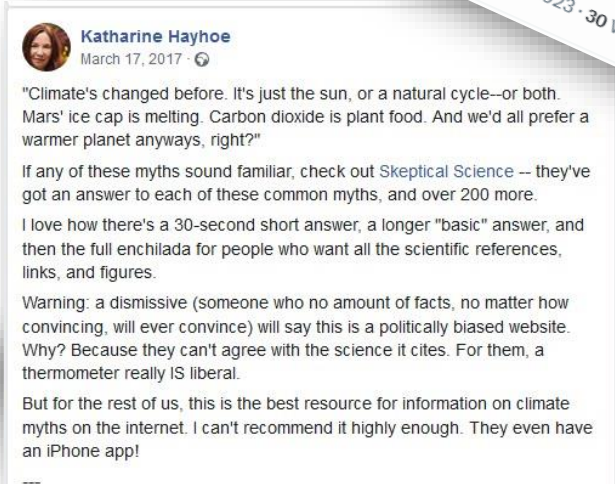 023 · 30
Katharine Hayhoe
March 17, 2017 ·
"Climate's changed before. It's just the sun, or a natural cycle--or both.
Mars' ice cap is melting. Carbon dioxide is plant food. And we'd all prefer a
warmer planet anyways, right?"
If any of these myths sound familiar, check out Skeptical Science -- they've
got an answer to each of these common myths, and over 200 more.
I love how there's a 30-second short answer, a longer "basic" answer, and
then the full enchilada for people who want all the scientific references,
links, and figures.
Warning: a dismissive (someone who no amount of facts, no matter how
convincing, will ever convince) will say this is a politically biased website.
Why? Because they can't agree with the science it cites. For them, a
thermometer really IS liberal.
But for the rest of us, this is the best resource for information on climate
myths on the internet. I can't recommend it highly enough. They even have
an iPhone app!
---